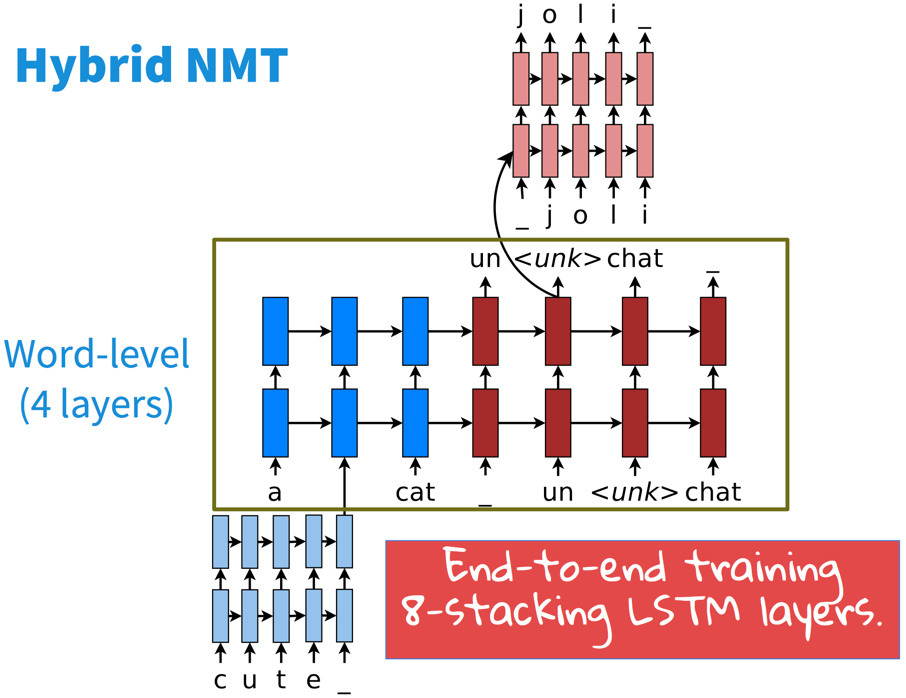 Hybrid NMT
j o l i _
_ j o l i
un <unk> chat _
Word-level
(4 layers)
a cat _ un <unk> chat
End-to-end training
8-stacking LSTM layers.
c u t e _